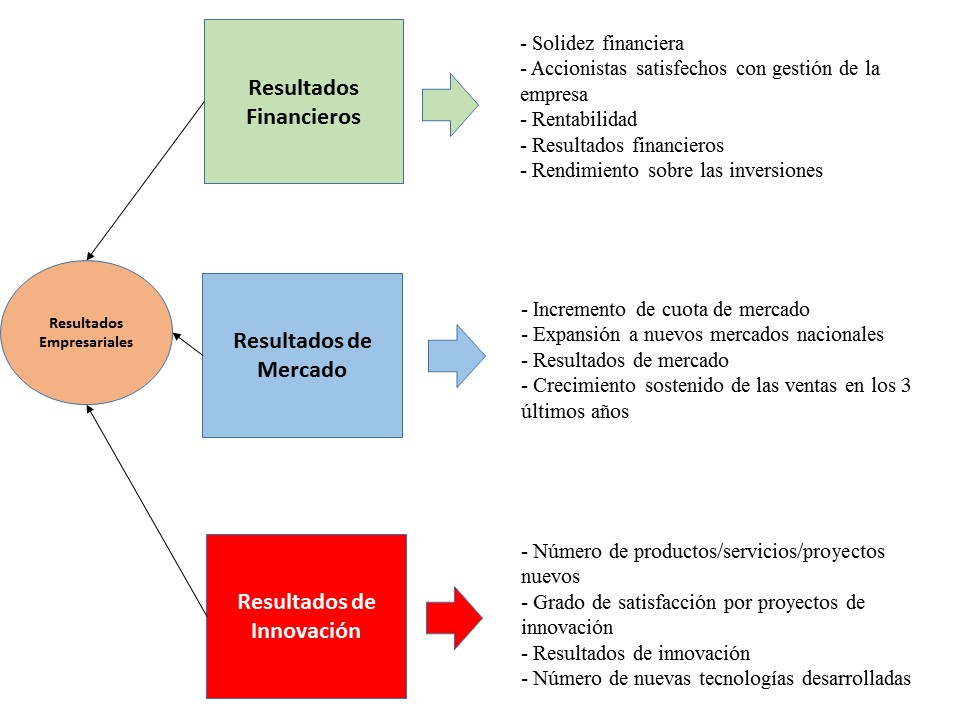 Resultados
Financieros
- Solidez financiera
- Accionistas satisfechos con gestión de la
empresa
- Rentabilidad
- Resultados financieros
- Rendimiento sobre las inversiones
Resultados
Empresariales
Resultados de
Mercado
- Incremento de cuota de mercado
- Expansión a nuevos mercados nacionales
- Resultados de mercado
- Crecimiento sostenido de las ventas en los 3
últimos años
Resultados de
Innovación
- Número de productos/servicios/proyectos
nuevos
- Grado de satisfacción por proyectos de
innovación
- Resultados de innovación
- Número de nuevas tecnologías desarrolladas